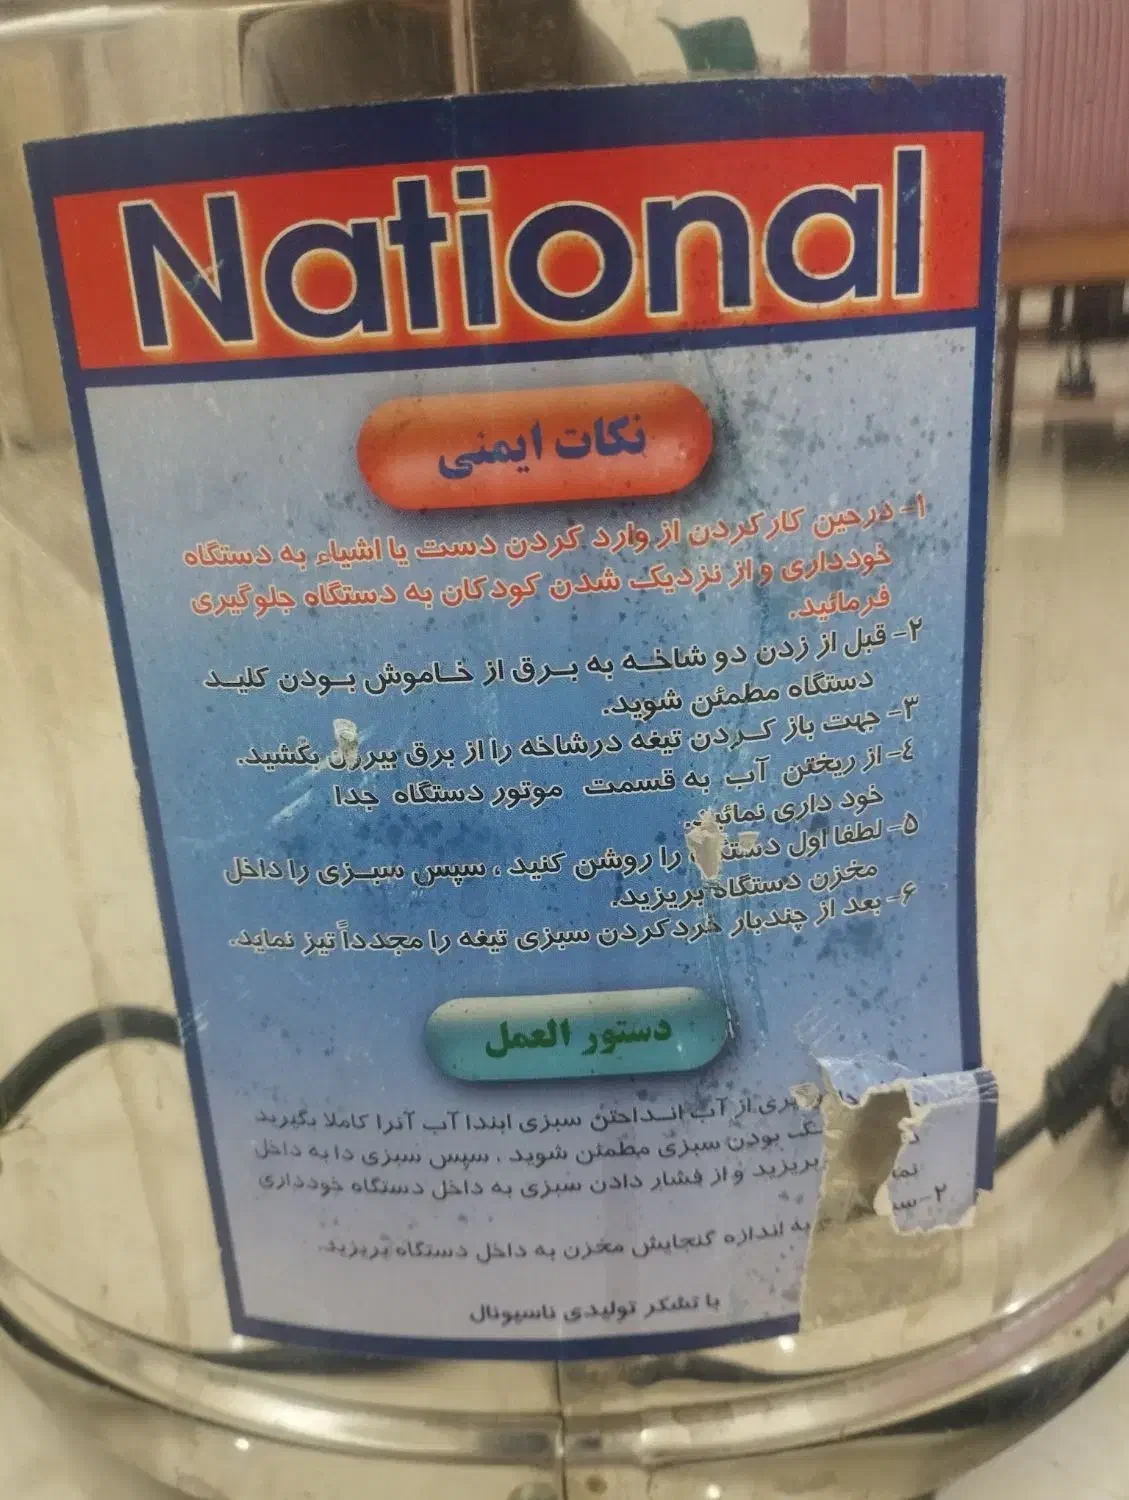 National
نکات ایمنی
۱- درحین کارکردن از وارد کردن دست یا اشیاء به دستگاه
خودداری و از نزدیک شدن کودکان به دستگاه جلوگیری
فرمائید.
۲- قبل از زدن دو شاخه به برق از خاموش بودن کلید
دستگاه مطمئن شوید.
۳- جهت باز کردن تیغه درشاخه را از برق بیرون بکشید.
۴- از ریختن آب به قسمت موتور دستگاه جدا
خود داری نمائید.
۵- لطفا اول دستگاه را روشن کنید ، سپس سبزی را داخل
مخزن دستگاه بریزید.
۶- بعد از چندبار خردکردن سبزی تیغه را مجدداً تیز نماید.
دستور العمل
از آب انداختن سبزی ابتدا آب آنرا کاملا بگیرید
بودن سبزی مطمئن شوید ، سپس سبزی دا به داخل
بریزید و از فشار دادن سبزی به داخل دستگاه خودداری
۲-
به اندازه گنجایش مخزن به داخل دستگاه بریزید.
با تشکر تولیدی ناسیونال